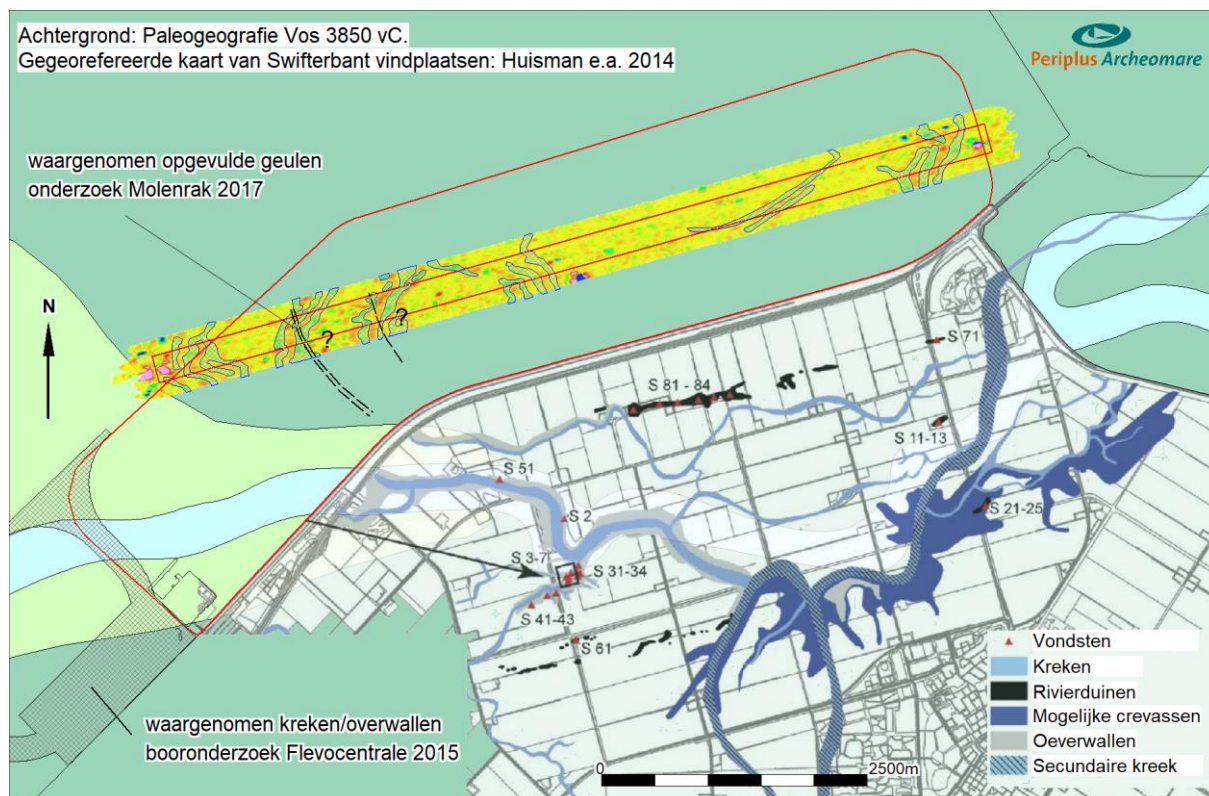 Achtergrond: Paleogeografie Vos 3850 vC.
Gegeorefereerde kaart van Swifterbant vindplaatsen: Huisman e.a. 2014
Periplus Archeomare
waargenomen opgevulde geulen
onderzoek Molenrak 2017
?
?
N
S 71
S 81 - 84
S 11-13
S 51
S 2
S 21-25
S 3-7
S 31-34
S 41-43
S 61
waargenomen kreken/overwallen
booronderzoek Flevocentrale 2015
Vondsten
Kreken
Rivierduinen
Mogelijke crevassen
Oeverwallen
Secundaire kreek
0
2500m